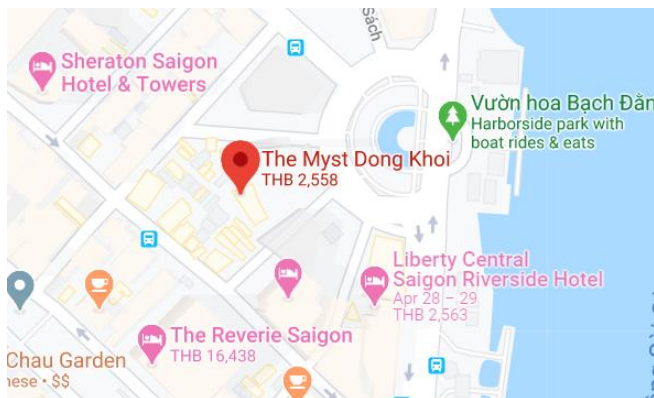 Sách
Sheraton Saigon
Hotel & Towers
Vườn hoa Bạch Đằn
Harborside park with
boat rides & eats
The Myst Dong Khoi
THB 2,558
Liberty Central
Saigon Riverside Hotel
Apr 28 – 29
THB 2,563
The Reverie Saigon
THB 16,438
Chau Garden
nese • $$